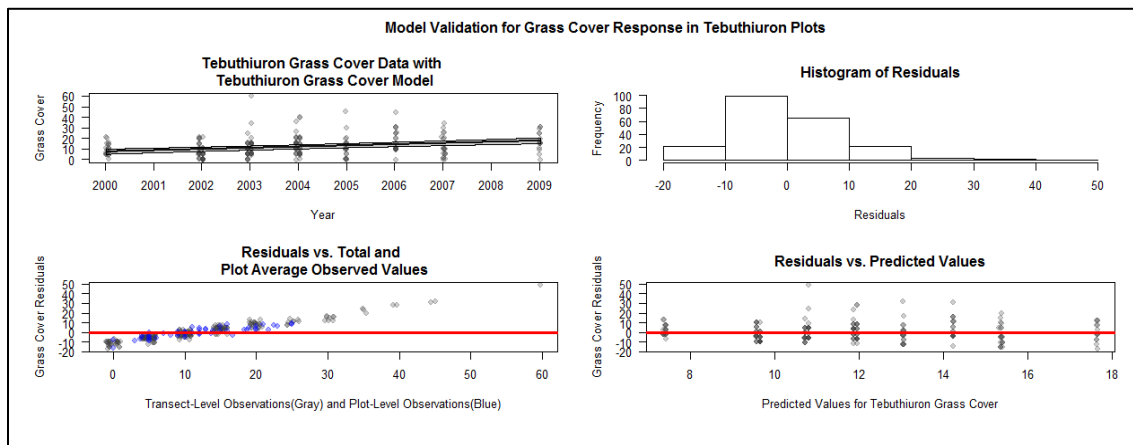 Model Validation for Grass Cover Response in Tebuthiuron Plots
Tebuthiuron Grass Cover Data with
Tebuthiuron Grass Cover Model
Grass Cover
60
50
40
30
20
10
0
2000 2001 2002 2003 2004 2005 2006 2007 2008 2009
Year
Histogram of Residuals
Frequency
100
80
60
40
20
0
-20 -10 0 10 20 30 40 50
Residuals
Residuals vs. Total and
Plot Average Observed Values
Grass Cover Residuals
50
40
30
20
10
0
-10
-20
0 10 20 30 40 50 60
Transect-Level Observations(Gray) and Plot-Level Observations(Blue)
Residuals vs. Predicted Values
Grass Cover Residuals
50
40
30
20
10
0
-10
-20
8 10 12 14 16 18
Predicted Values for Tebuthiuron Grass Cover